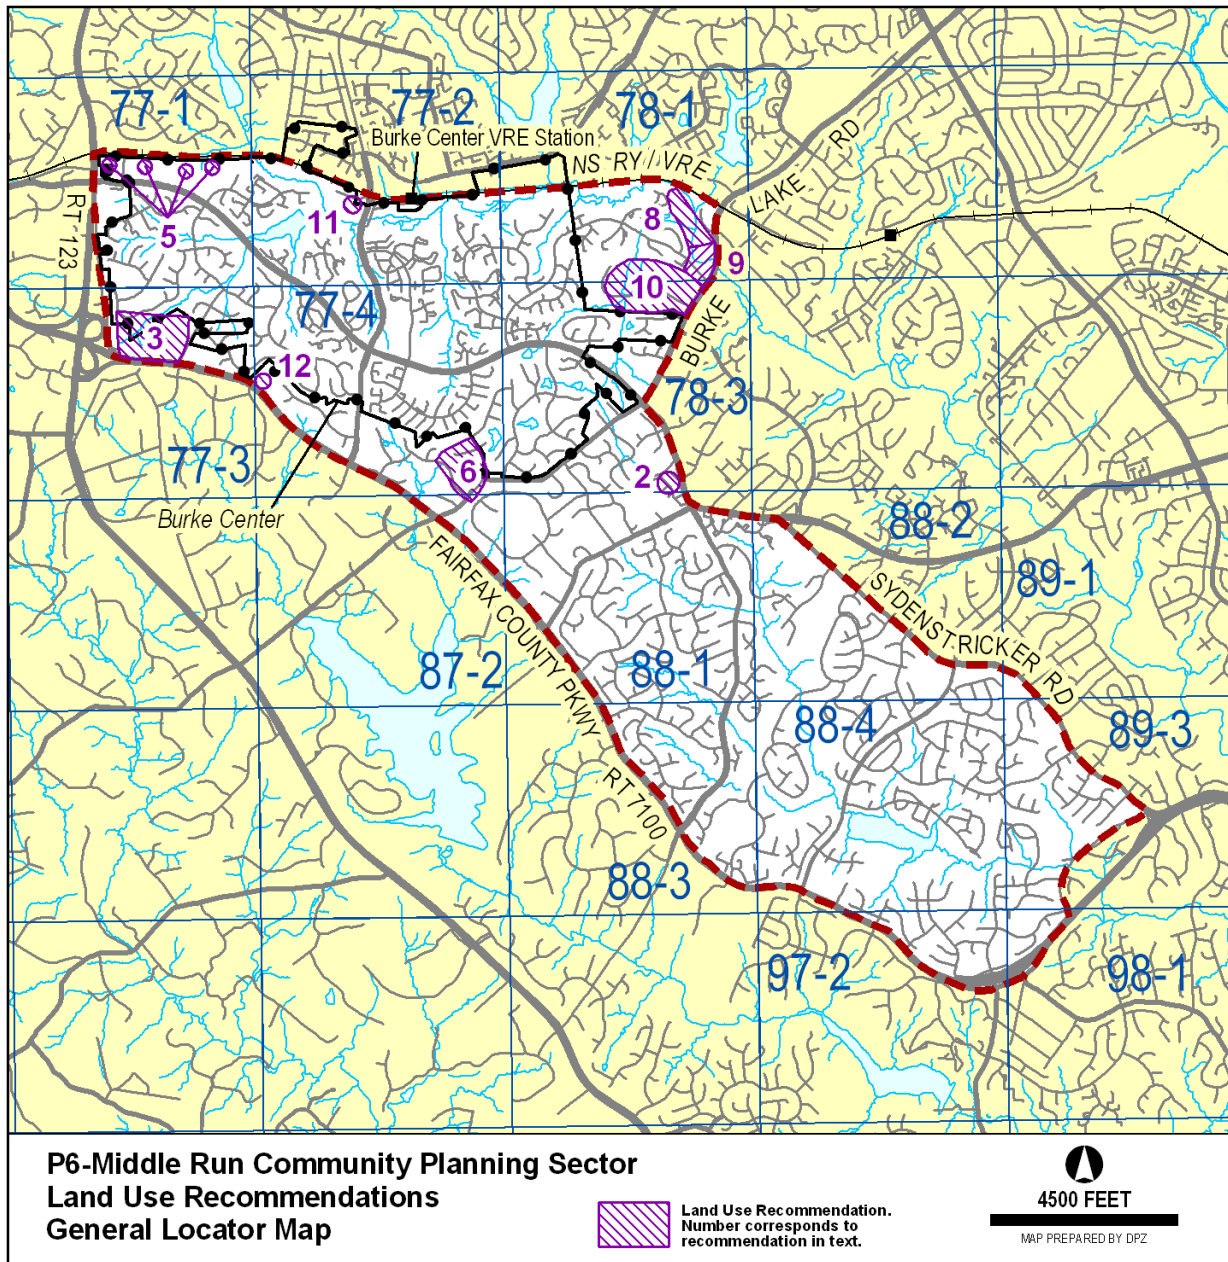 77-1
77-2
78-1
Burke Center VRE Station
NS RY / VRE
LAKE RD
RT 123
5
11
8
9
10
77-4
3
12
BURKE
78-3
77-3
6
2
Burke Center
88-2
FAIRFAX COUNTY PKWY
89-1
SYDENSTRICKER RD
87-2
88-1
88-4
89-3
RT 7100
88-3
97-2
98-1
P6-Middle Run Community Planning Sector
Land Use Recommendations
General Locator Map
Land Use Recommendation.
Number corresponds to
recommendation in text.
4500 FEET
MAP PREPARED BY DPZ